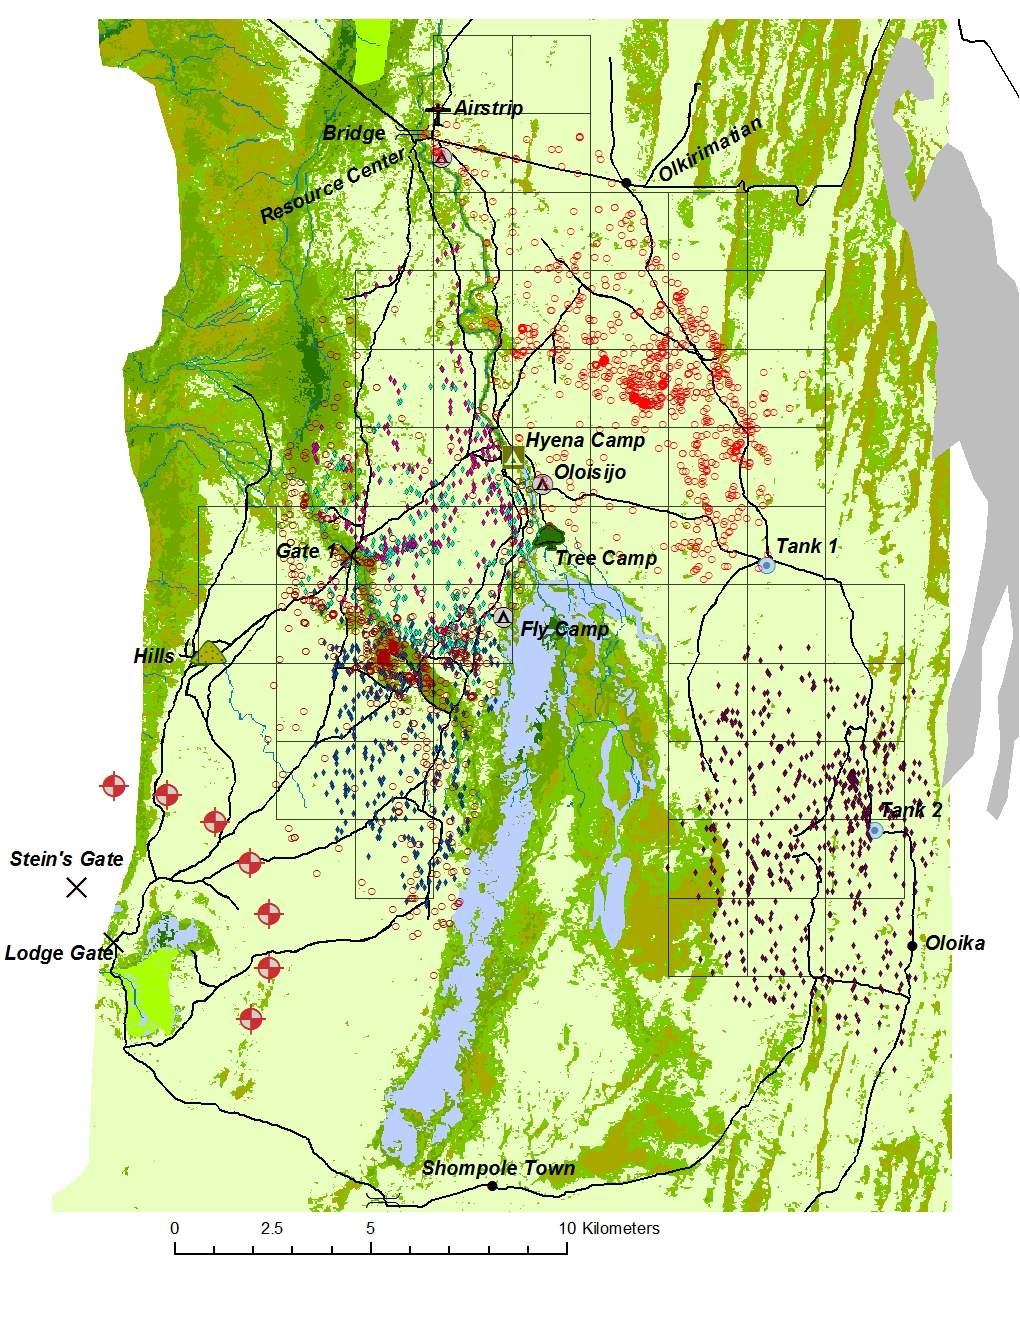 Airstrip
Bridge
Resource Center
Olkirimatian
Hyena Camp
Oloisijo
Gate 1
Tree Camp
Tank 1
Fly Camp
Hills
Tank 2
Stein's Gate
Lodge Gate
Oloika
Shompole Town
0 2.5 5 10 Kilometers